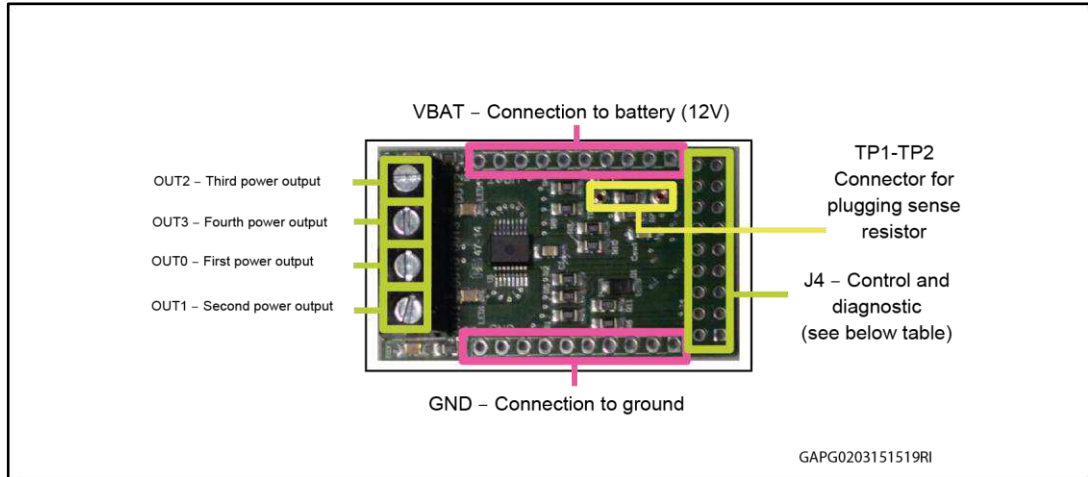 VBAT – Connection to battery (12V)
OUT2 – Third power output
OUT3 – Fourth power output
OUT0 – First power output
OUT1 – Second power output
TP1-TP2
Connector for
plugging sense
resistor
J4 – Control and
diagnostic
(see below table)
GND – Connection to ground
47 14
GAPG0203151519RI